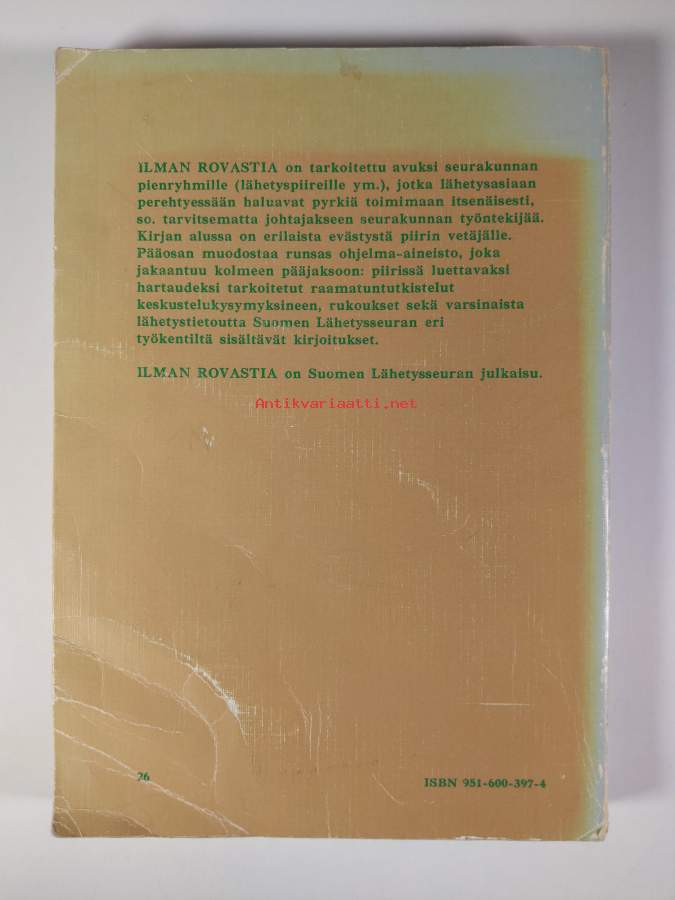 ILMAN ROVASTIA on tarkoitettu avuksi seurakunnan
pienryhmille (lähetyspiireille ym.), jotka lähetysasiaan
perehtyessään haluavat pyrkiä toimimaan itsenäisesti,
so. tarvitsematta johtajakseen seurakunnan työntekijää.
Kirjan alussa on erilaista evästystä piirin vetäjälle.
Pääosan muodostaa runsas ohjelma-aineisto, joka
jakaantuu kolmeen pääjaksoon: piirissä luettavaksi
hartaudeksi tarkoitetut raamatuntutkistelut
keskustelukysymyksineen, rukoukset sekä varsinaista
lähetystietoutta Suomen Lähetysseuran eri
työkentiltä sisältävät kirjoitukset.
ILMAN ROVASTIA on Suomen Lähetysseuran julkaisu.
Antikvariaatti.net
26
ISBN 951-600-397-4